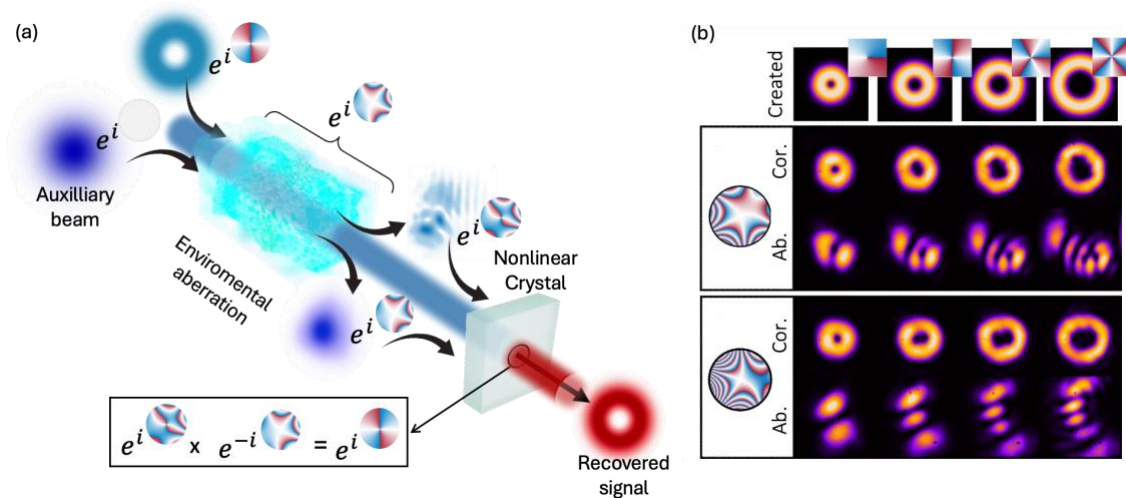 (a)
e^i
e^i
e^i
Auxilliary
beam
Enviromental
aberration
e^i
Nonlinear
Crystal
e^i
e^i x e^-i = e^i
Recovered
signal
(b)
Created
Cor.
Ab.
Cor.
Ab.